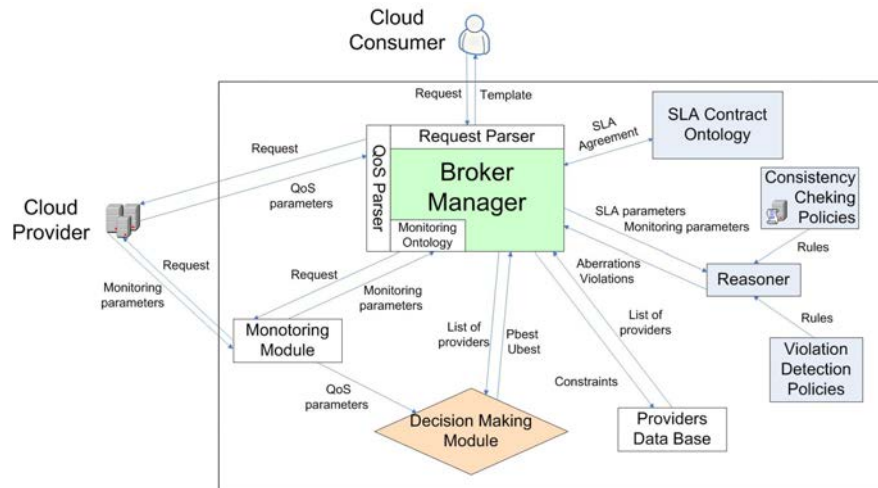 Cloud
Consumer
Request
Template
Request Parser
QoS Parser
Broker
Manager
Monitoring
Ontology
SLA
Agreement
SLA Contract
Ontology
Consistency
Cheking
Policies
Rules
SLA parameters
Monitoring parameters
Aberrations
Violations
Reasoner
Rules
Violation
Detection
Policies
Request
QoS
parameters
Cloud
Provider
Request
Monitoring
parameters
Request
Monitoring
parameters
Monotoring
Module
QoS
parameters
List of
providers
Pbest
Ubest
List of
providers
Constraints
Decision Making
Module
Providers
Data Base